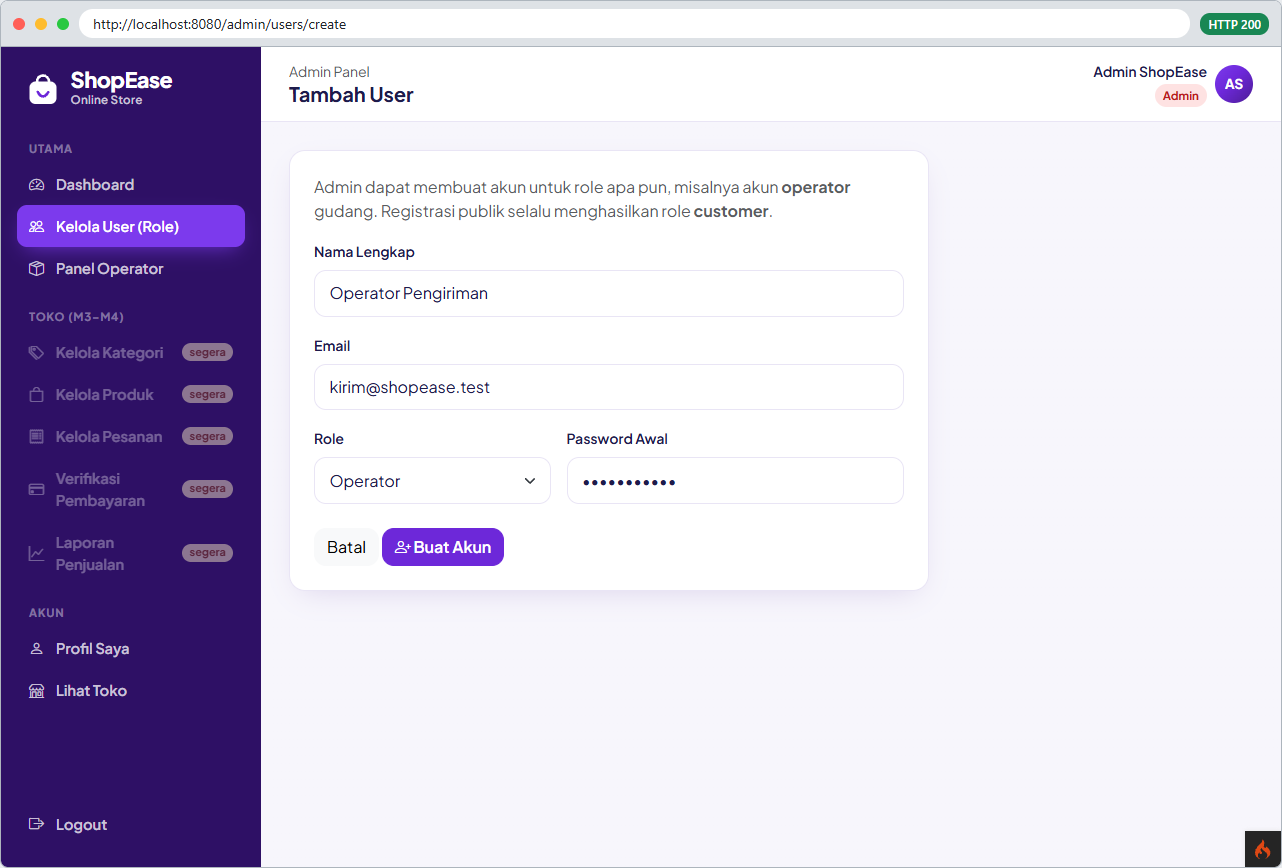 http://localhost:8080/admin/users/create
HTTP 200
ShopEase
Online Store
UTAMA
Dashboard
Kelola User (Role)
Panel Operator
TOKO (M3–M4)
Kelola Kategori segera
Kelola Produk segera
Kelola Pesanan segera
Verifikasi
Pembayaran segera
Laporan
Penjualan segera
AKUN
Profil Saya
Lihat Toko
Logout
Admin Panel
Tambah User
Admin ShopEase
Admin
AS
Admin dapat membuat akun untuk role apa pun, misalnya akun operator
gudang. Registrasi publik selalu menghasilkan role customer.
Nama Lengkap
Operator Pengiriman
Email
kirim@shopease.test
Role
Operator
Password Awal
•••••••••••
Batal
Buat Akun